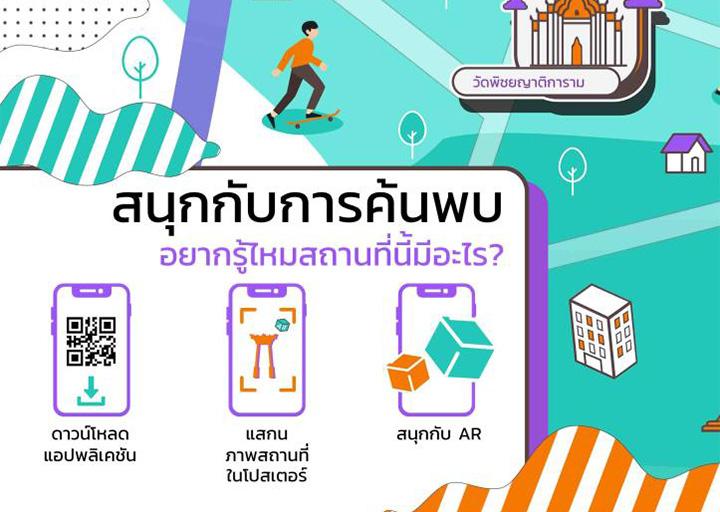 วัดพิชยญาติการาม
สนุกกับการค้นพบ
อยากรู้ไหมสถานที่นี้มีอะไร?
ดาวน์โหลด
แอปพลิเคชัน
แสกน
ภาพสถานที่
ในโปสเตอร์
สนุกกับ AR